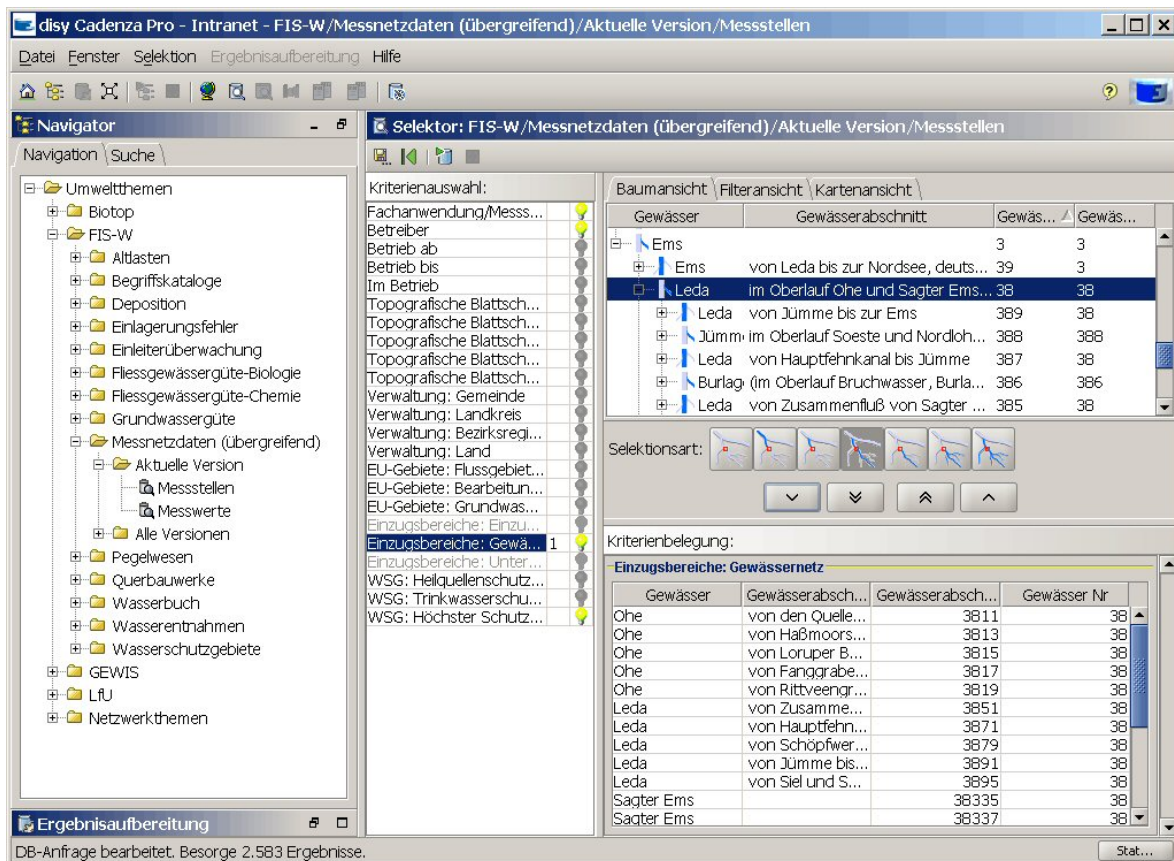 disy Cadenza Pro - Intranet - FIS-W/Messnetzdaten (übergreifend)/Aktuelle Version/Messstellen
Datei Fenster Selektion Ergebnisaufbereitung Hilfe
Navigator
Navigation Suche
Umweltthemen
Biotop
FIS-W
Altlasten
Begriffskataloge
Deposition
Einlagerungsfehler
Einleiterüberwachung
Fliessgewässergüte-Biologie
Fliessgewässergüte-Chemie
Grundwassergüte
Messnetzdaten (übergreifend)
Aktuelle Version
Messstellen
Messwerte
Alle Versionen
Pegelwesen
Querbauwerke
Wasserbuch
Wasserentnahmen
Wasserschutzgebiete
GEWIS
LfU
Netzwerkthemen
Ergebnisaufbereitung
Selektor: FIS-W/Messnetzdaten (übergreifend)/Aktuelle Version/Messstellen
Kriterienauswahl:
Fachanwendung/Messs...
Betreiber
Betrieb ab
Betrieb bis
Im Betrieb
Topografische Blattsch...
Topografische Blattsch...
Topografische Blattsch...
Topografische Blattsch...
Topografische Blattsch...
Verwaltung: Gemeinde
Verwaltung: Landkreis
Verwaltung: Bezirksregi...
Verwaltung: Land
EU-Gebiete: Flussgebiet...
EU-Gebiete: Bearbeitun...
EU-Gebiete: Grundwas...
Einzugsbereiche: Einzu...
Einzugsbereiche: Gewä... 1
Einzugsbereiche: Unter...
WSG: Heilquellenschutz...
WSG: Trinkwasserschu...
WSG: Höchster Schutz...
Baumansicht Filteransicht Kartenansicht
Gewässer Gewässerabschnitt Gewäs... Gewäs...
Ems 3 3
Ems von Leda bis zur Nordsee, deuts... 39 3
Leda im Oberlauf Ohe und Sagter Ems... 38 38
Leda von Jümme bis zur Ems 389 38
Jümm im Oberlauf Soeste und Nordloh... 388 388
Leda von Hauptfehnkanal bis Jümme 387 38
Burlag (im Oberlauf Bruchwasser, Burla... 386 386
Leda von Zusammenfluß von Sagter ... 385 38
Selektionsart:
Kriterienbelegung:
Einzugsbereiche: Gewässernetz
Gewässer Gewässerabsch... Gewässerabsch... Gewässer Nr
Ohe von den Quelle... 3811 38
Ohe von Haßmoors... 3813 38
Ohe von Loruper B... 3815 38
Ohe von Fanggrabe... 3817 38
Ohe von Rittveengr... 3819 38
Leda von Zusamme... 3851 38
Leda von Hauptfehn... 3871 38
Leda von Schöpfwer... 3879 38
Leda von Jümme bis... 3891 38
Leda von Siel und S... 3895 38
Sagter Ems 38335 38
Sagter Ems 38337 38
DB-Anfrage bearbeitet. Besorge 2.583 Ergebnisse.
Stat...